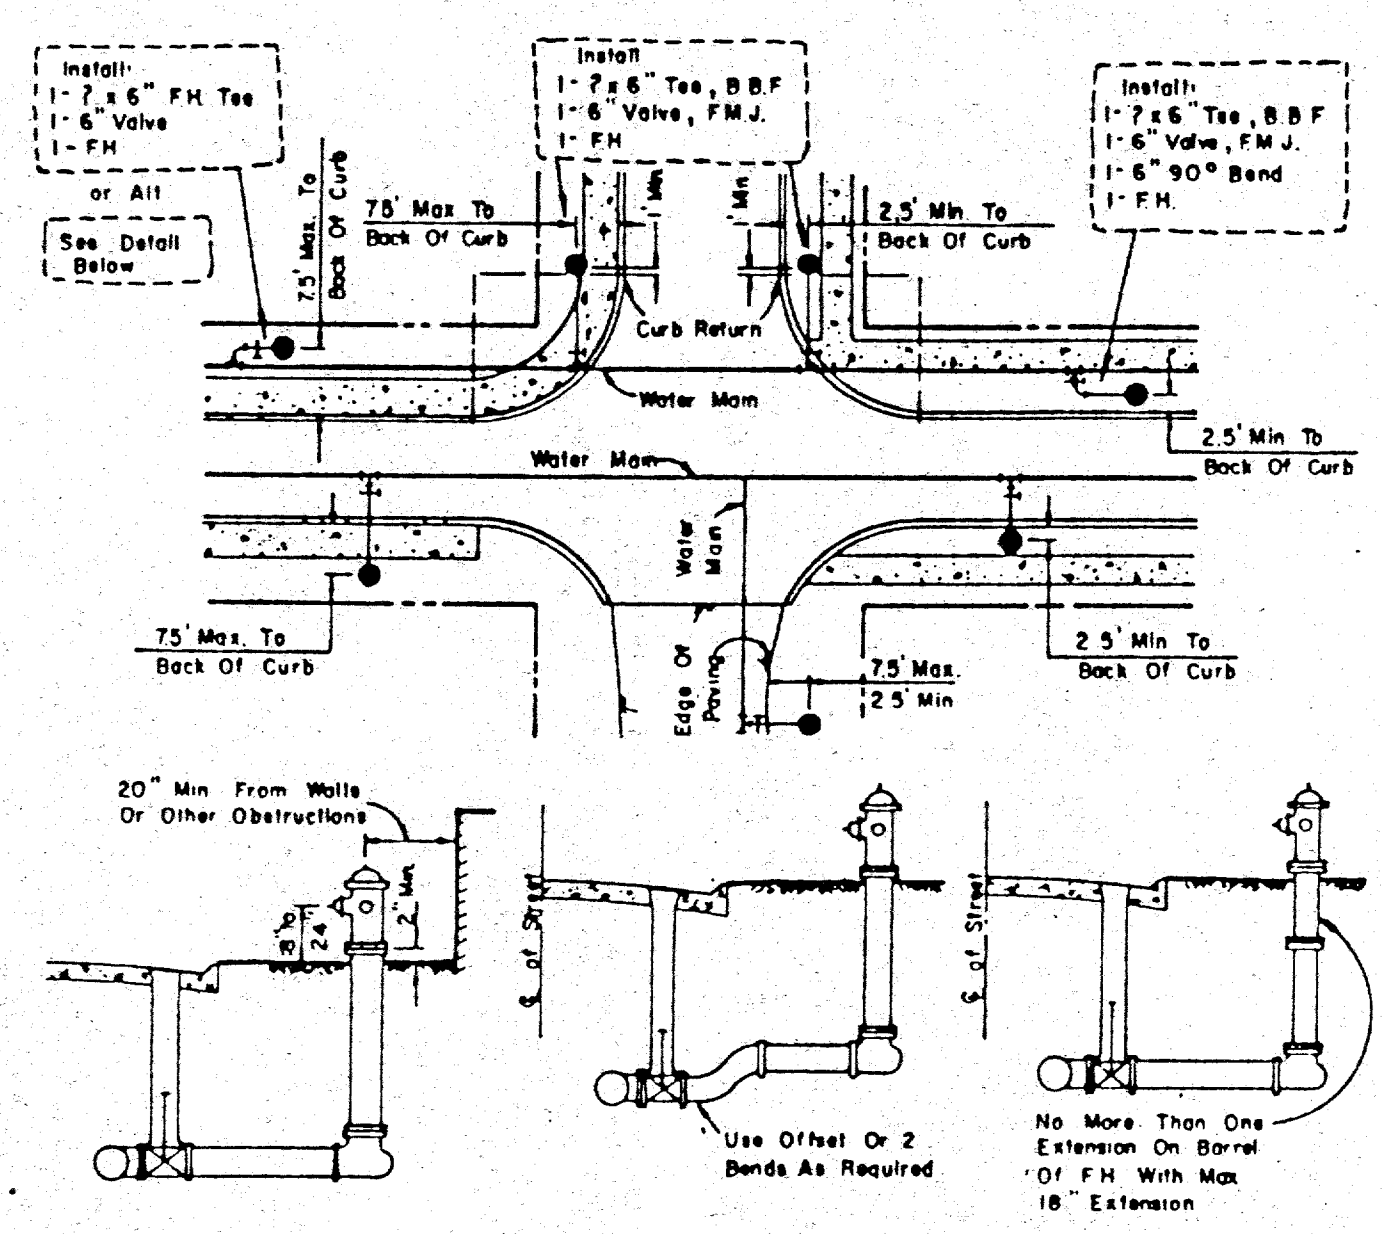 Install:
1- ? x 6" F.H. Tee
1- 6" Valve
1- F.H.
or Alt
See Detail
Below
7.5' Max. To
Back Of Curb
Install
1- ? x 6" Tee, B.B.F
1- 6" Valve, F.M.J.
1- F.H
Install:
1- ? x 6" Tee, B.B.F
1- 6" Valve, F.M.J.
1- 6" 90° Bend
1- F.H.
7.5' Max To
Back Of Curb
1' Min
1' Min
2.5' Min To
Back Of Curb
Curb Return
Water Main
2.5' Min To
Back Of Curb
Water Main
Water
Main
7.5' Max. To
Back Of Curb
Edge Of
Paving
7.5' Max.
2.5' Min
2.5' Min To
Back Of Curb
20" Min From Walls
Or Other Obstructions
18" to
24"
2" Min
℄ of Street
Use Offset Or 2
Bends As Required
℄ of Street
No More Than One
Extension On Barrel
Of F H With Max
18" Extension